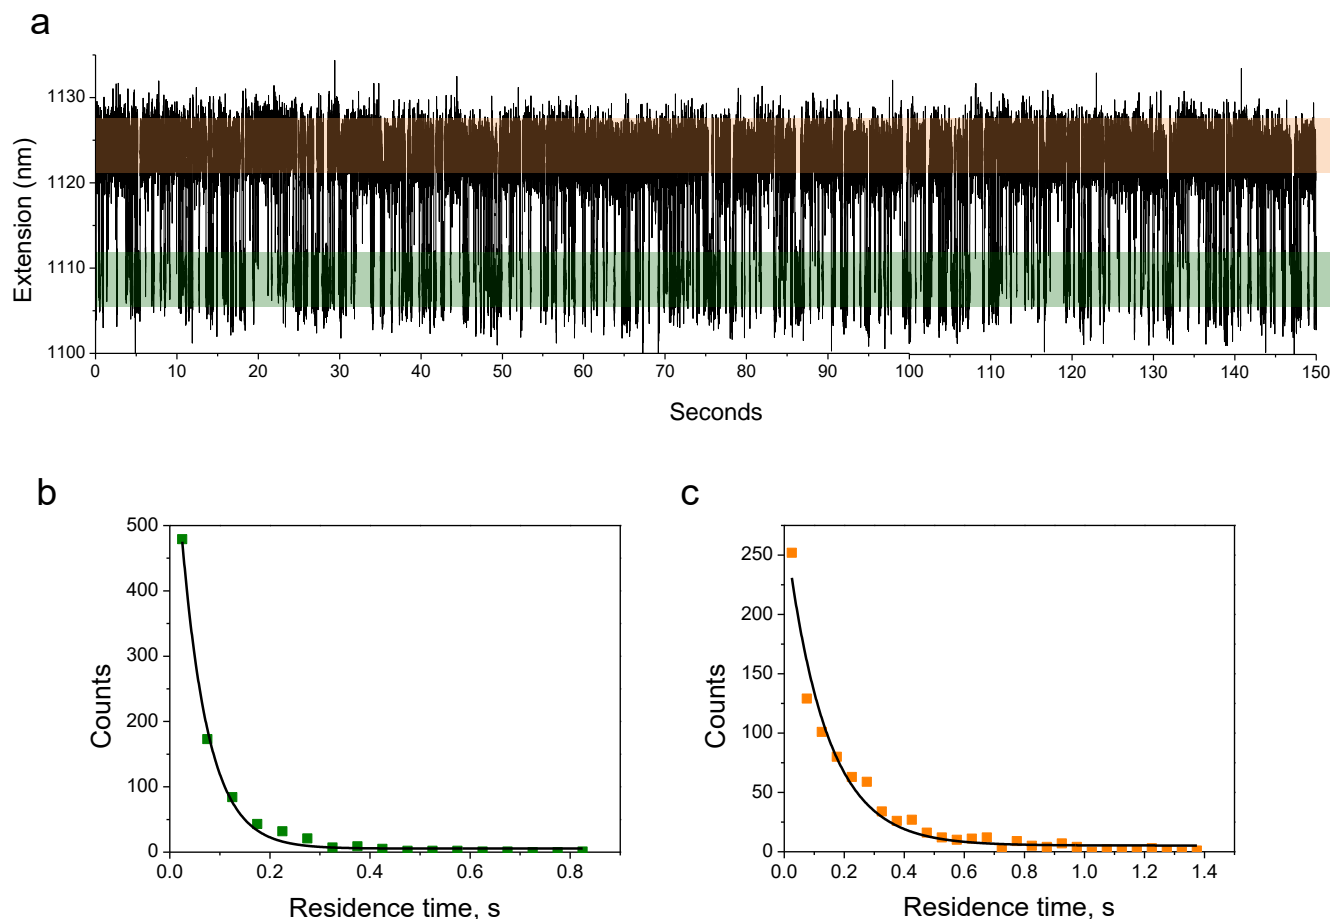 a
Extension (nm)
1130
1120
1110
1100
0 10 20 30 40 50 60 70 80 90 100 110 120 130 140 150
Seconds
b
Counts
500
400
300
200
100
0
0.0 0.2 0.4 0.6 0.8
Residence time, s
c
Counts
250
200
150
100
50
0
0.0 0.2 0.4 0.6 0.8 1.0 1.2 1.4
Residence time, s